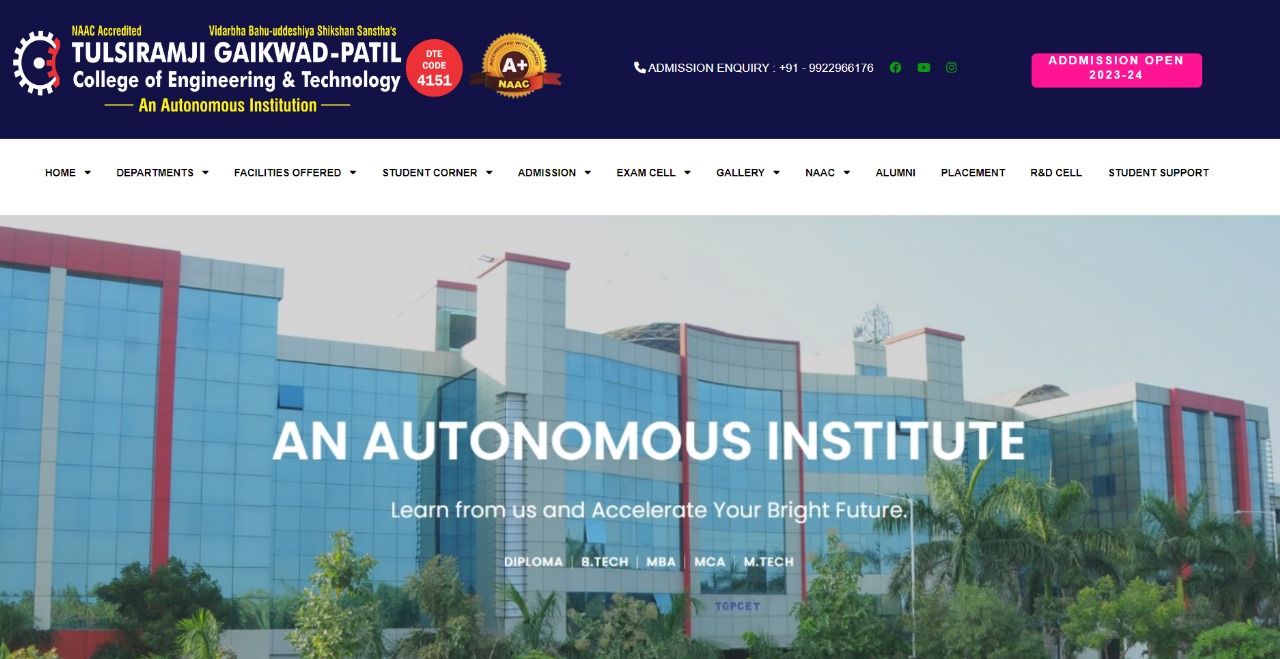 NAAC Accredited
Vidarbha Bahu-uddeshiya Shikshan Sanstha's
TULSIRAMJI GAIKWAD-PATIL
College of Engineering & Technology
An Autonomous Institution
DTE
CODE
4151
ACCREDITED WITH GRADE
A+
NAAC
ADMISSION ENQUIRY : +91 - 9922966176
ADDMISSION OPEN
2023-24
HOME
DEPARTMENTS
FACILITIES OFFERED
STUDENT CORNER
ADMISSION
EXAM CELL
GALLERY
NAAC
ALUMNI
PLACEMENT
R&D CELL
STUDENT SUPPORT
AN AUTONOMOUS INSTITUTE
Learn from us and Accelerate Your Bright Future.
DIPLOMA | B.TECH | MBA | MCA | M.TECH
TGPCET